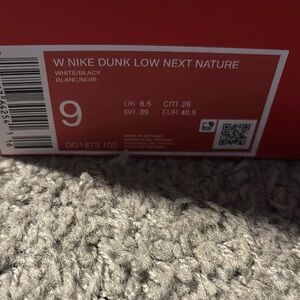 W NIKE DUNK LOW NEXT NATURE
WHITE/BLACK
BLANC/NOIR
9
UK 6.5 cm 26
BR 39 EUR 40.5
DD1873 102